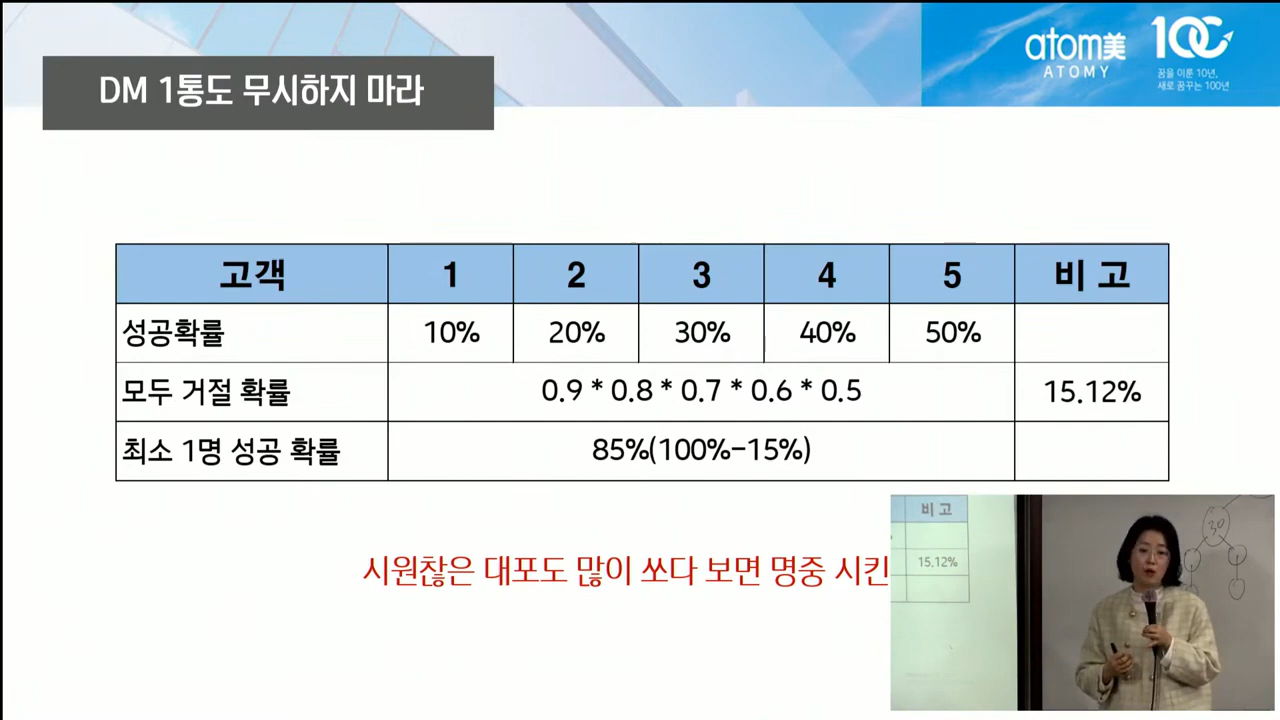 DM 1통도 무시하지 마라
atom美
ATOMY
100
꿈을 이룬 10년,
새로 꿈꾸는 100년
고객 1 2 3 4 5 비 고
성공확률 10% 20% 30% 40% 50%
모두 거절 확률 0.9 * 0.8 * 0.7 * 0.6 * 0.5 15.12%
최소 1명 성공 확률 85%(100%-15%)
시원찮은 대포도 많이 쏘다 보면 명중 시킨
비 고
15.12%
30